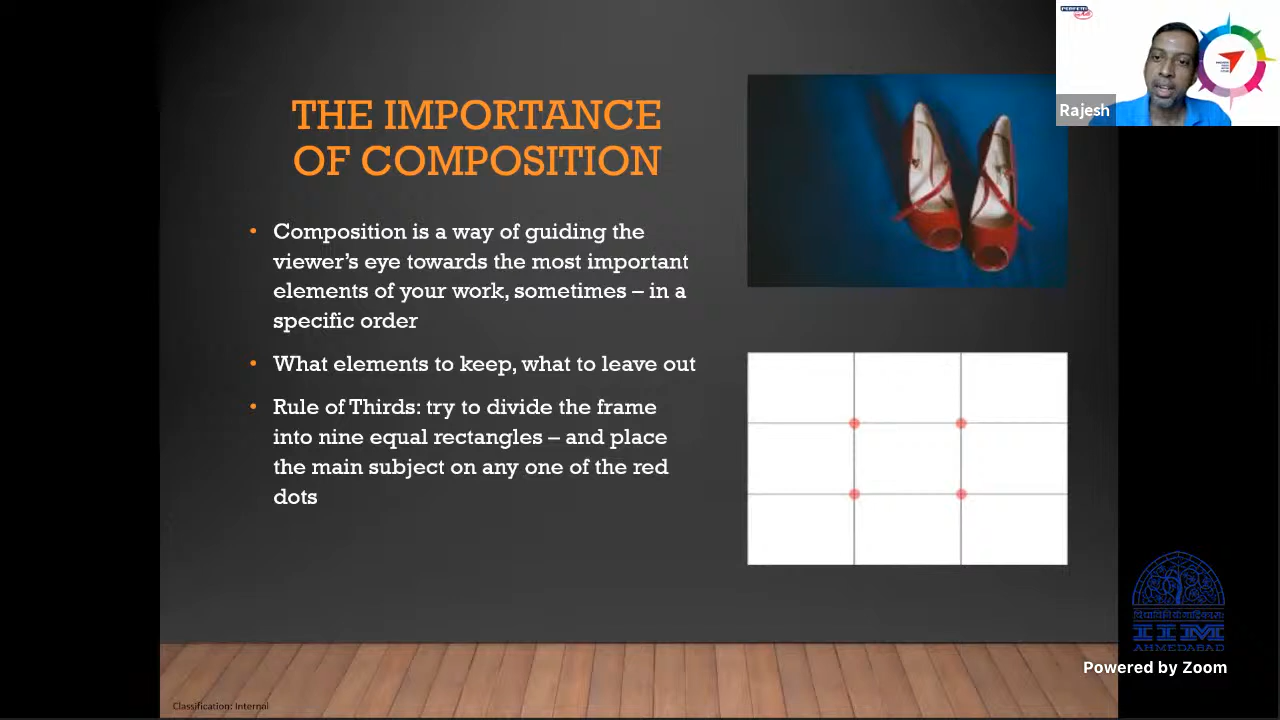 PERFETTI
Rajesh
THE IMPORTANCE
OF COMPOSITION
• Composition is a way of guiding the
viewer’s eye towards the most important
elements of your work, sometimes – in a
specific order
• What elements to keep, what to leave out
• Rule of Thirds: try to divide the frame
into nine equal rectangles – and place
the main subject on any one of the red
dots
IIM
AHMEDABAD
Powered by Zoom
Classification: Internal